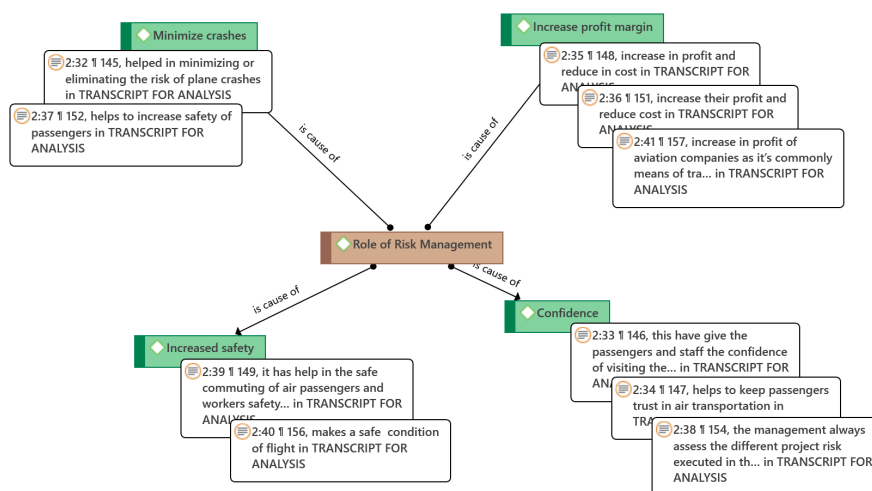 Minimize crashes
2:32 ¶ 145, helped in minimizing or
eliminating the risk of plane crashes
in TRANSCRIPT FOR ANALYSIS
2:37 ¶ 152, helps to increase safety of
passengers in TRANSCRIPT FOR
ANALYSIS
Increase profit margin
2:35 ¶ 148, increase in profit and
reduce in cost in TRANSCRIPT FOR
ANALYSIS
2:36 ¶ 151, increase their profit and
reduce cost in TRANSCRIPT FOR
ANALYSIS
2:41 ¶ 157, increase in profit of
aviation companies as it's commonly
means of tra... in TRANSCRIPT FOR
ANALYSIS
is cause of
is cause of
Role of Risk Management
is cause of
is cause of
Increased safety
2:39 ¶ 149, it has help in the safe
commuting of air passengers and
workers safety... in TRANSCRIPT FOR
ANALYSIS
2:40 ¶ 156, makes a safe condition
of flight in TRANSCRIPT FOR
ANALYSIS
Confidence
2:33 ¶ 146, this have give the
passengers and staff the confidence
of visiting the... in TRANSCRIPT FOR
2:34 ¶ 147, helps to keep passengers
trust in air transportation in
2:38 ¶ 154, the management always
assess the different project risk
executed in th... in TRANSCRIPT FOR
ANALYSIS